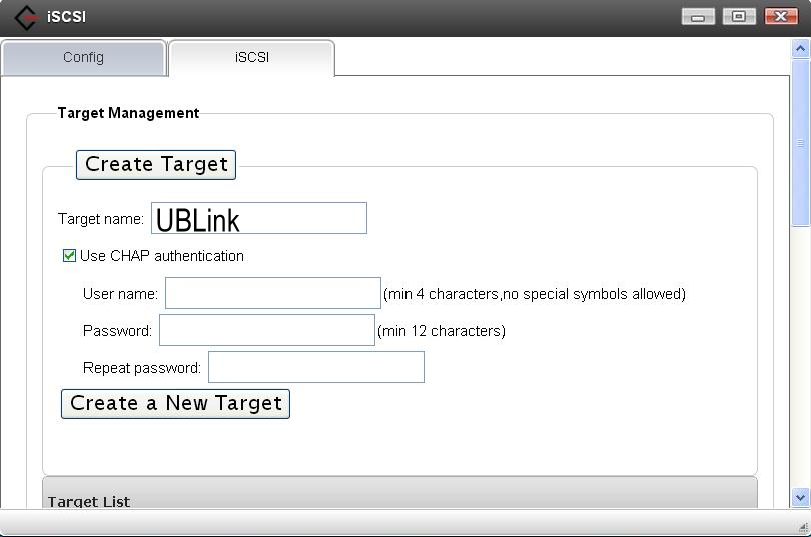 iSCSI
Config iSCSI
Target Management
Create Target
Target name: UBLink
Use CHAP authentication
User name: (min 4 characters,no special symbols allowed)
Password: (min 12 characters)
Repeat password:
Create a New Target
Target List